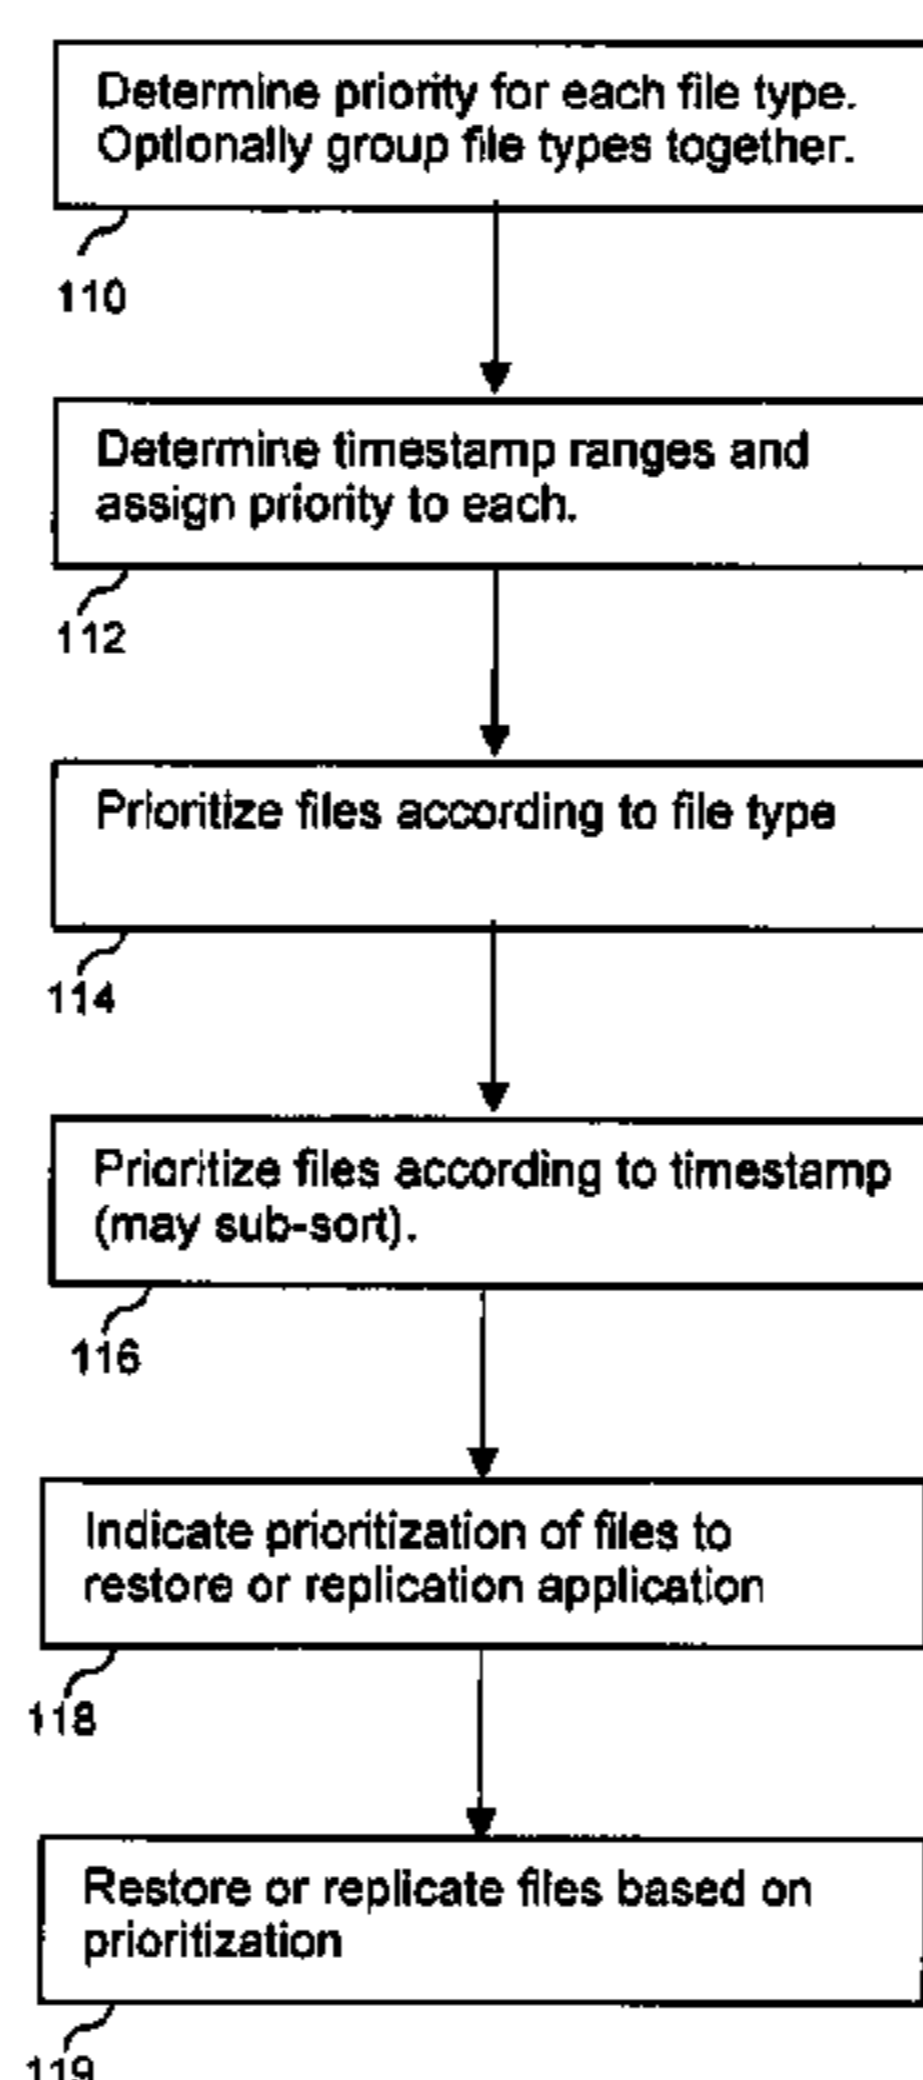 Determine priority for each file type.
Optionally group file types together.
110
Determine timestamp ranges and
assign priority to each.
112
Prioritize files according to file type
114
Prioritize files according to timestamp
(may sub-sort).
116
Indicate prioritization of files to
restore or replication application
118
Restore or replicate files based on
prioritization
119